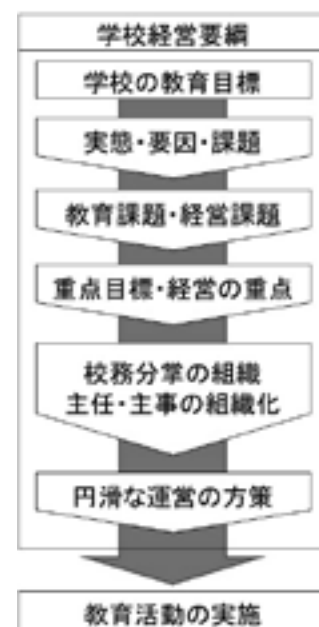 学校経営要綱
学校の教育目標
実態・要因・課題
教育課題・経営課題
重点目標・経営の重点
校務分掌の組織
主任・主事の組織化
円滑な運営の方策
教育活動の実施